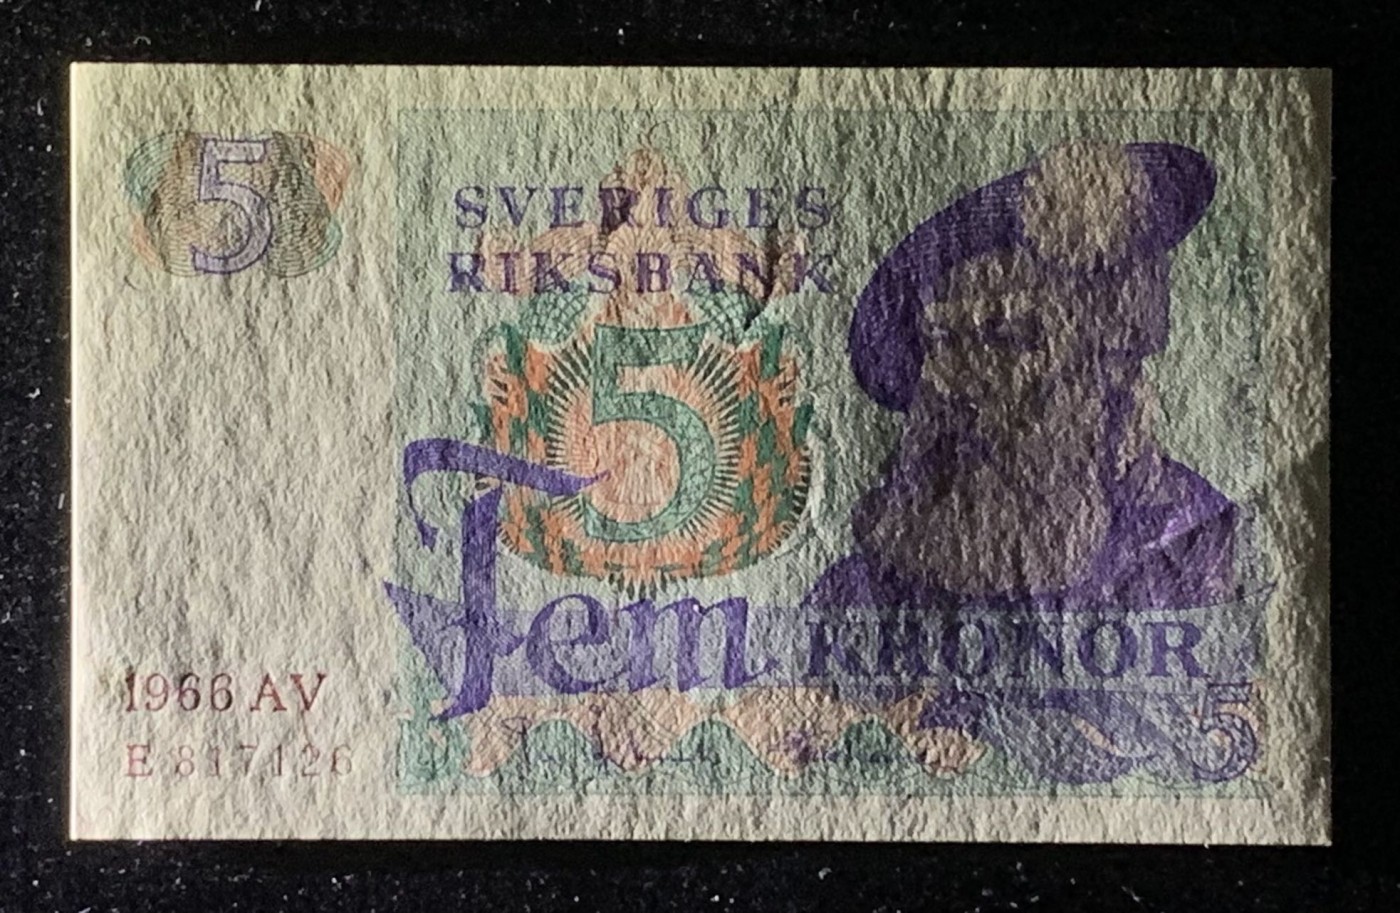 5
SVERIGES
RIKSBANK
5
Fem KRONOR
1966 AV
E 817126
5